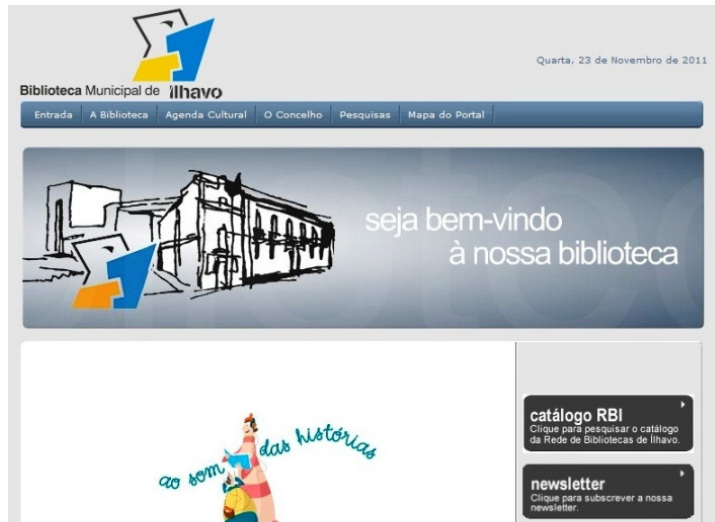 Quarta, 23 de Novembro de 2011
Biblioteca Municipal de Ílhavo
Entrada A Biblioteca Agenda Cultural O Concelho Pesquisas Mapa do Portal
seja bem-vindo
à nossa biblioteca
ao som das histórias
catálogo RBI
Clique para pesquisar o catálogo
da Rede de Bibliotecas de Ílhavo.
newsletter
Clique para subscrever a nossa
newsletter.